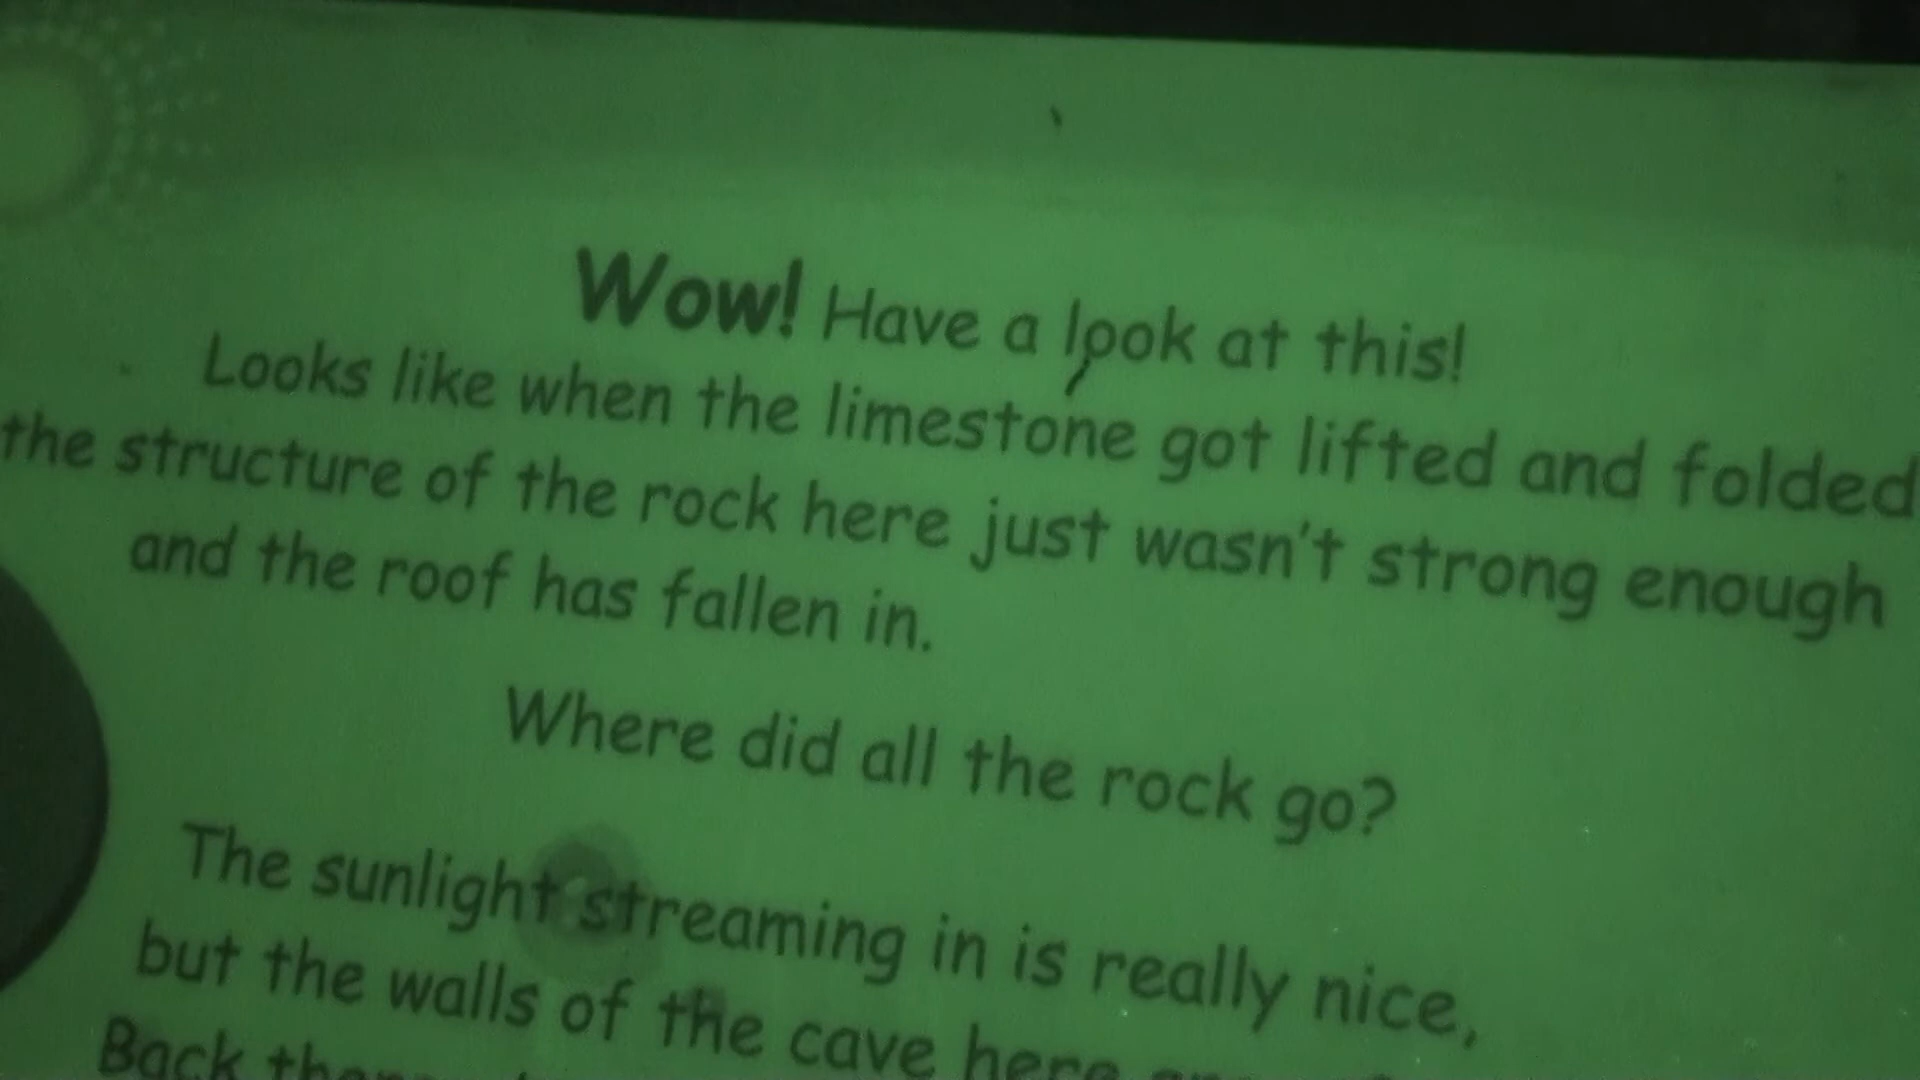 Wow! Have a look at this!
Looks like when the limestone got lifted and folded
the structure of the rock here just wasn't strong enough
and the roof has fallen in.
Where did all the rock go?
The sunlight streaming in is really nice,
but the walls of the cave here
Back